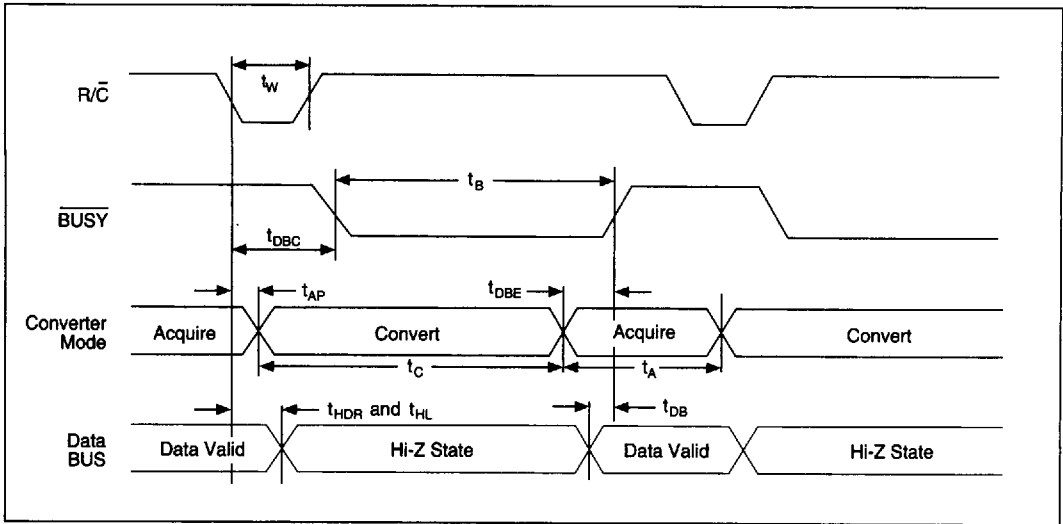 R/C̅
t_W
B̅U̅S̅Y̅
t_B
t_DBC
t_AP
t_DBE
Converter
Mode
Acquire
Convert
Acquire
Convert
t_C
t_A
t_HDR and t_HL
t_DB
Data
BUS
Data Valid
Hi-Z State
Data Valid
Hi-Z State